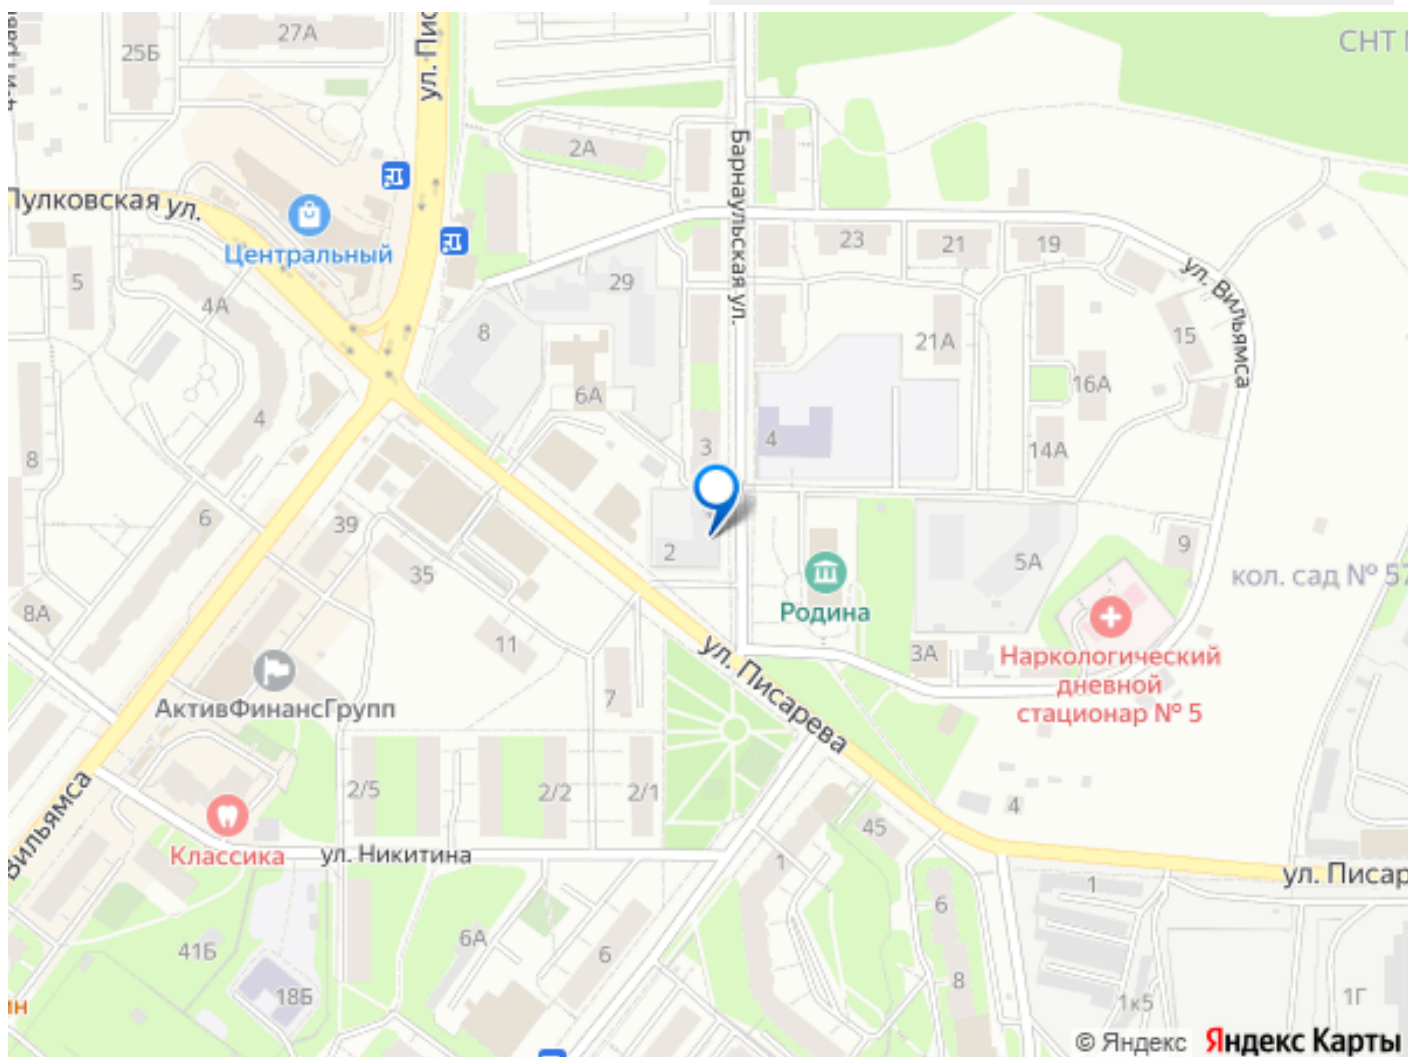 СНТ
27А
25Б
ул. Пис
2А
Барнаульская ул.
Пулковская ул.
Центральный
23
21
19
ул. Вильямса
5
4А
29
8
15
21А
6А
16А
4
4
3
14А
8
6
39
2
9
5А
35
кол. сад № 57
Родина
8А
11
ул. Писарева
3А
Наркологический
дневной
стационар № 5
7
АктивФинансГрупп
2/5
2/2
2/1
4
Вильямса
45
Классика
ул. Никитина
1
1
ул. Писар
6
6А
41Б
6
8
18Б
1к5
1Г
ин
© Яндекс
Яндекс Карты